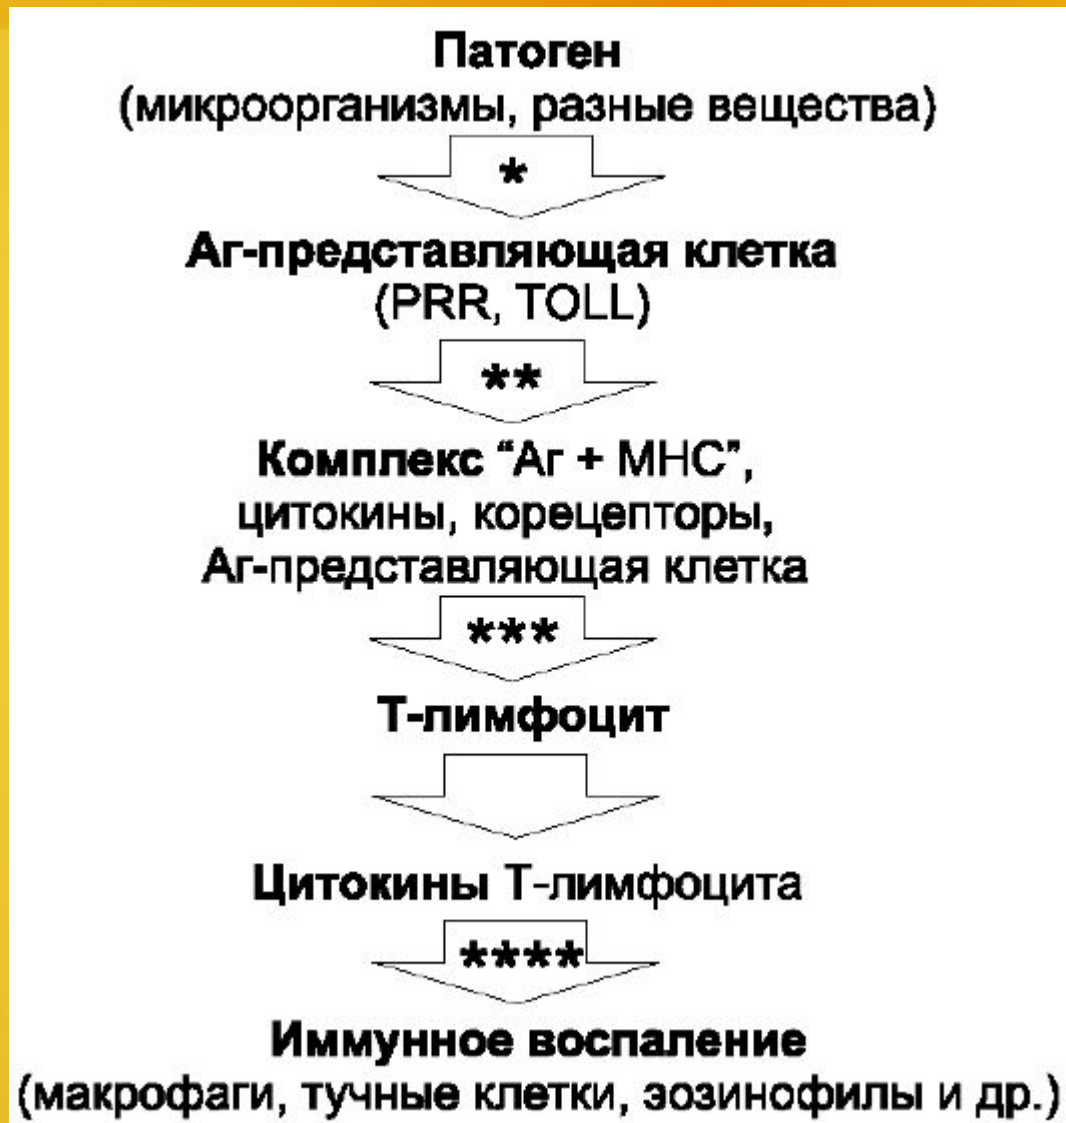 Патоген
(микроорганизмы, разные вещества)
*
Аг-представляющая клетка
(PRR, TOLL)
**
Комплекс “Аг + МНС”,
цитокины, корецепторы,
Аг-представляющая клетка
***
Т-лимфоцит
Цитокины Т-лимфоцита
****
Иммунное воспаление
(макрофаги, тучные клетки, эозинофилы и др.)